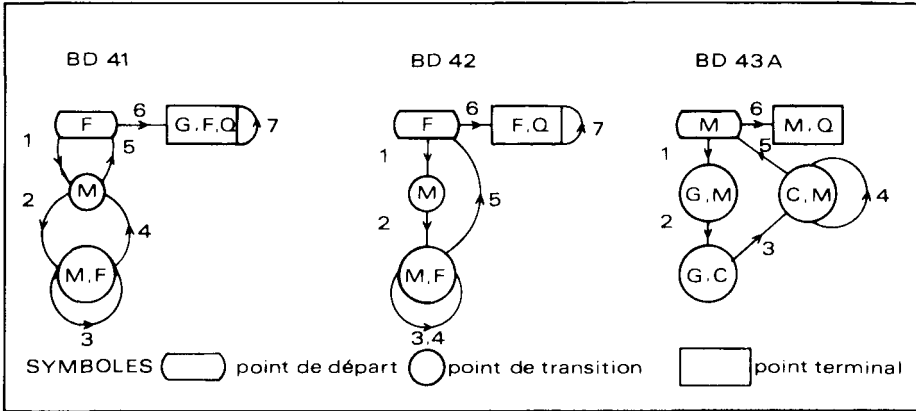 BD 41
BD 42
BD 43A
F
6
G,F,Q
7
1
5
M
2
4
M,F
3
F
6
F,Q
7
1
M
2
5
M,F
3,4
M
6
M,Q
1
5
G,M
C,M
4
2
3
G,C
SYMBOLES point de départ point de transition point terminal